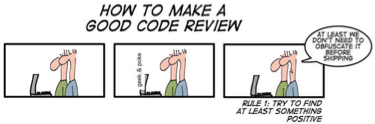 HOW TO MAKE A
GOOD CODE REVIEW
geek & poke
AT LEAST WE
DON'T NEED TO
OBFUSCATE IT
BEFORE
SHIPPING
RULE 1: TRY TO FIND
AT LEAST SOMETHING
POSITIVE